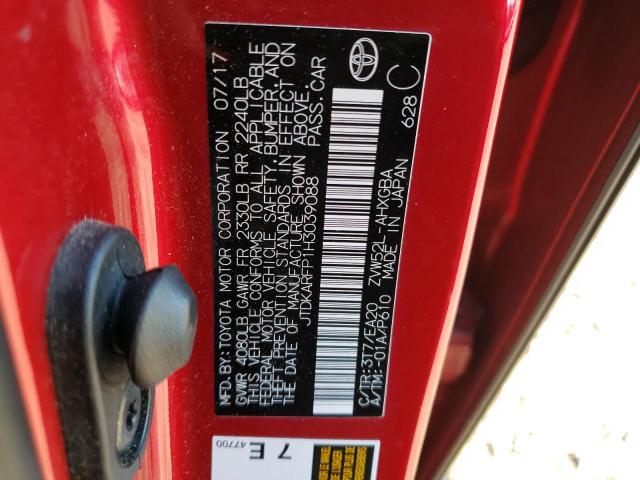 MFD.BY:TOYOTA MOTOR CORPORATION 07/17
GVWR 4080LB GAWR FR 2330LB RR 2240LB
THIS VEHICLE CONFORMS TO ALL APPLICABLE
FEDERAL MOTOR VEHICLE SAFETY, BUMPER, AND
THEFT PREVENTION STANDARDS IN EFFECT ON
THE DATE OF MANUFACTURE SHOWN ABOVE.
JTDKARFP1H3039088 PASS.CAR
C/TR:3T7/EA20 ZVW52L-AHXGBA
A/TM:-01A/P610 MADE IN JAPAN
628 C
7 E
47700